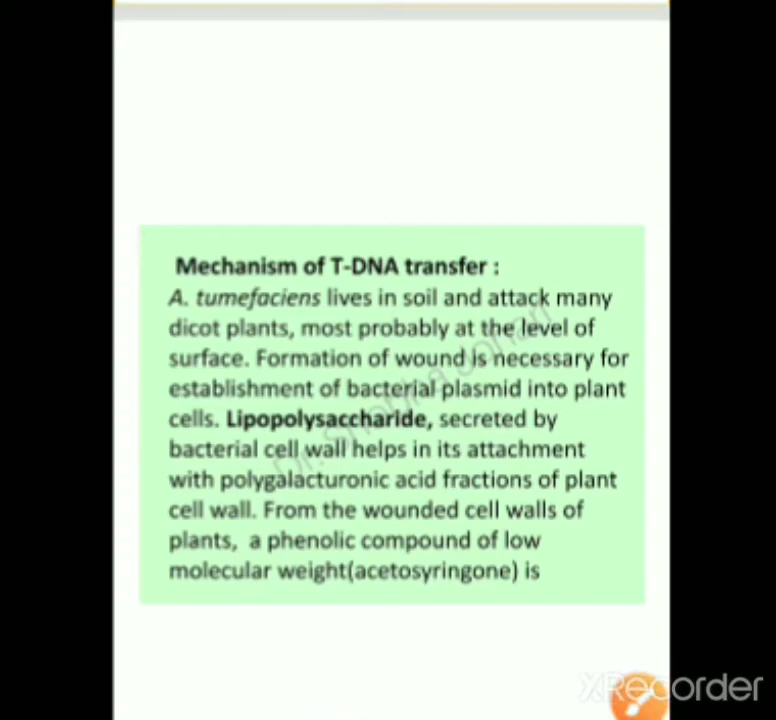 Mechanism of T-DNA transfer :
A. tumefaciens lives in soil and attack many
dicot plants, most probably at the level of
surface. Formation of wound is necessary for
establishment of bacterial plasmid into plant
cells. Lipopolysaccharide, secreted by
bacterial cell wall helps in its attachment
with polygalacturonic acid fractions of plant
cell wall. From the wounded cell walls of
plants, a phenolic compound of low
molecular weight(acetosyringone) is
XRecorder